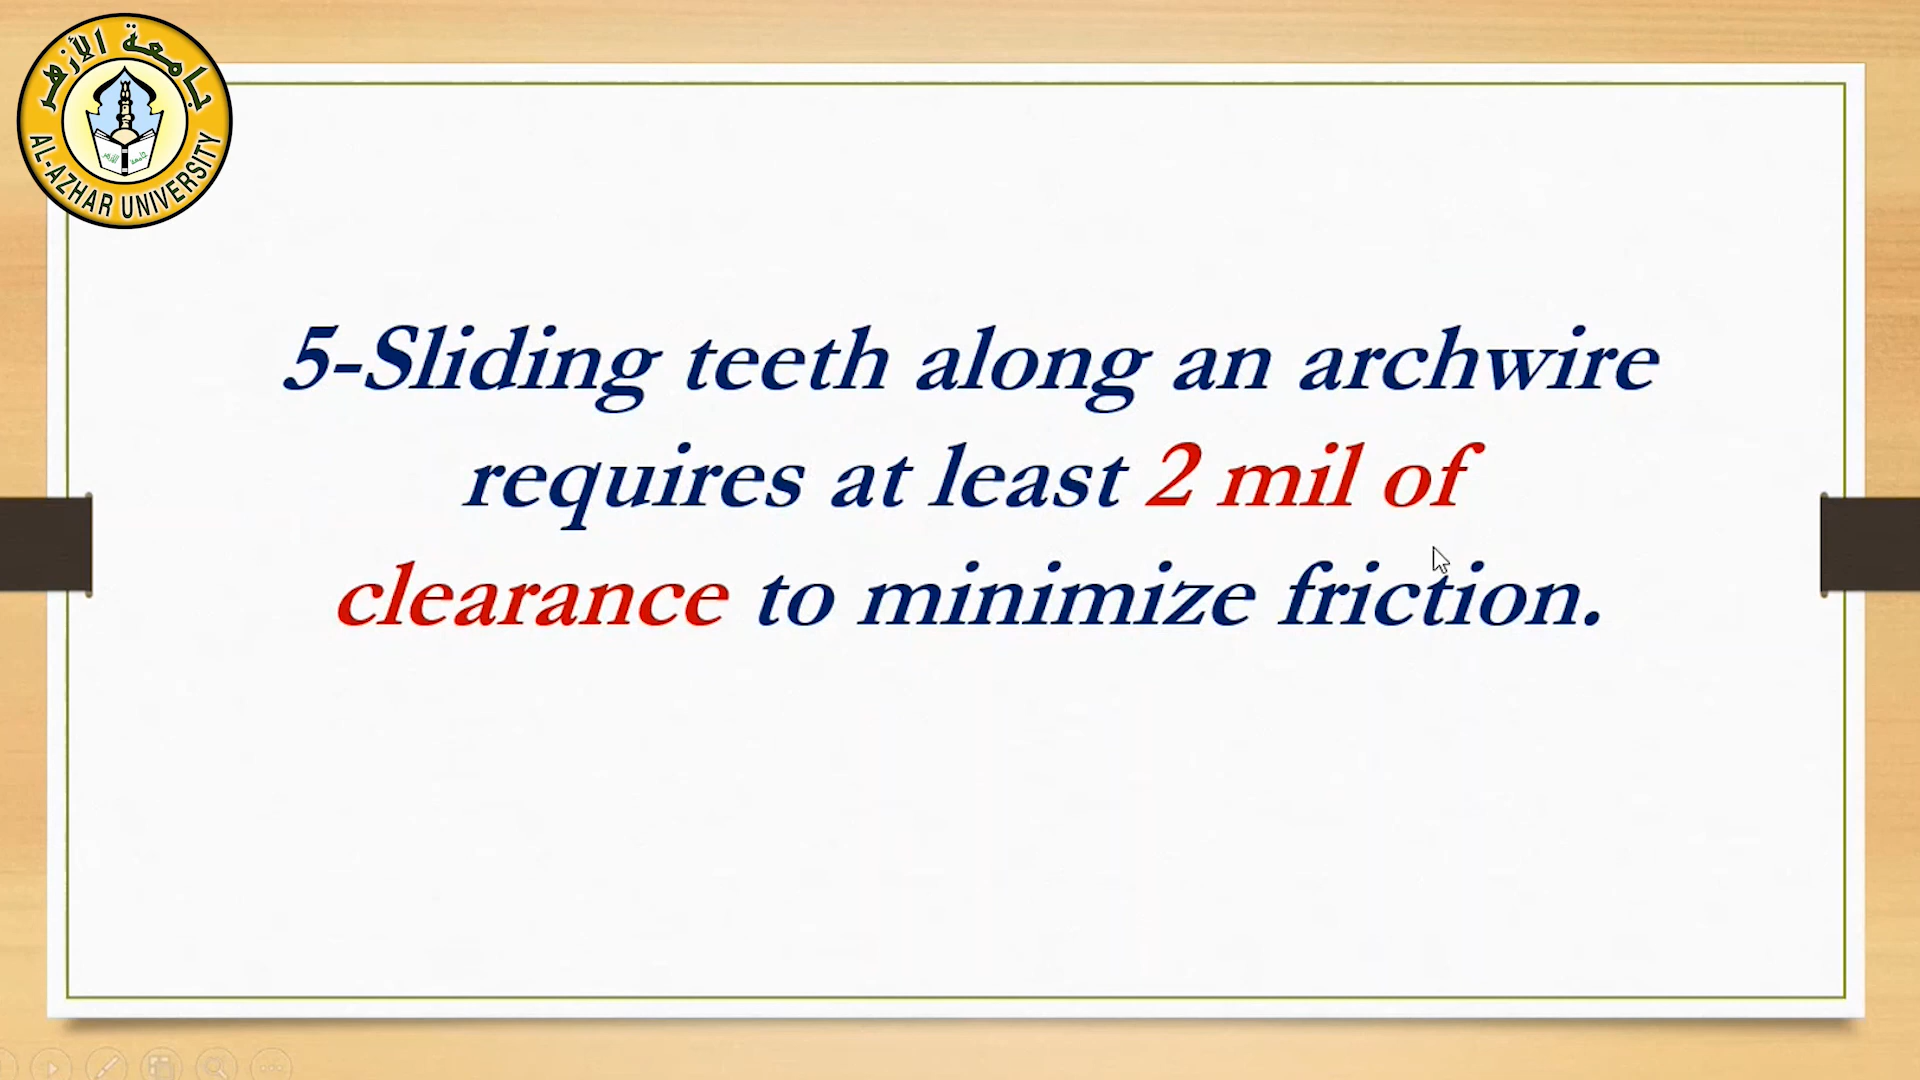 جامعة الأزهر
AL-AZHAR UNIVERSITY
5-Sliding teeth along an archwire
requires at least 2 mil of
clearance to minimize friction.